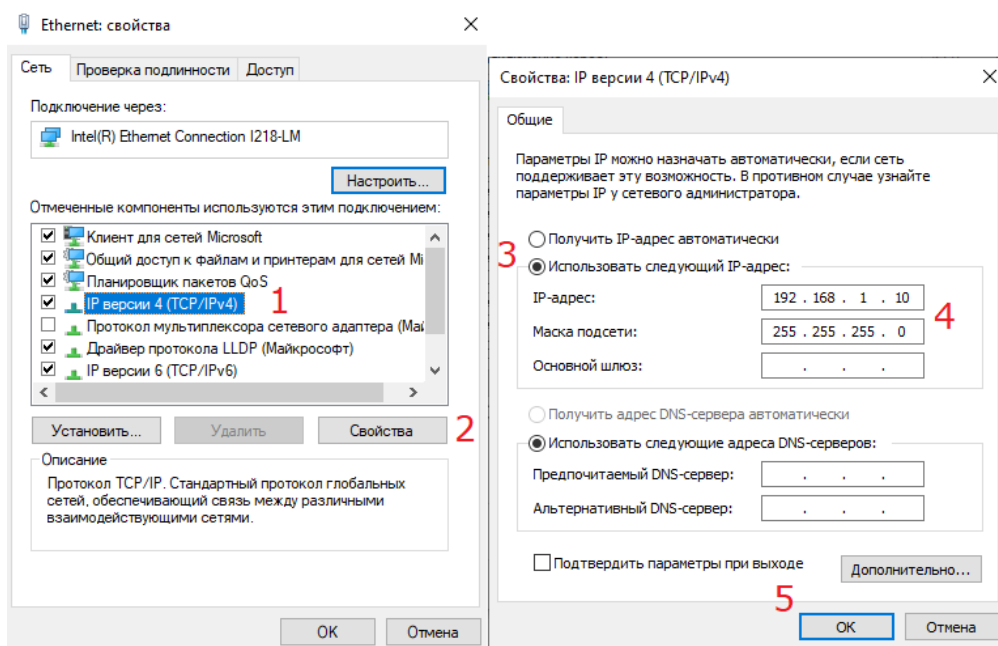 Ethernet: свойства
Сеть
Проверка подлинности
Доступ
Подключение через:
Intel(R) Ethernet Connection I218-LM
Настроить...
Отмеченные компоненты используются этим подключением:
Клиент для сетей Microsoft
Общий доступ к файлам и принтерам для сетей Mi
Планировщик пакетов QoS
IP версии 4 (TCP/IPv4)
1
Протокол мультиплексора сетевого адаптера (Май
Драйвер протокола LLDP (Майкрософт)
IP версии 6 (TCP/IPv6)
Установить...
Удалить
Свойства
2
Описание
Протокол TCP/IP. Стандартный протокол глобальных
сетей, обеспечивающий связь между различными
взаимодействующими сетями.
OK
Отмена
Свойства: IP версии 4 (TCP/IPv4)
Общие
Параметры IP можно назначать автоматически, если сеть
поддерживает эту возможность. В противном случае узнайте
параметры IP у сетевого администратора.
Получить IP-адрес автоматически
3
Использовать следующий IP-адрес:
IP-адрес:
192 . 168 . 1 . 10
4
Маска подсети:
255 . 255 . 255 . 0
Основной шлюз:
. . .
Получить адрес DNS-сервера автоматически
Использовать следующие адреса DNS-серверов:
Предпочитаемый DNS-сервер:
. . .
Альтернативный DNS-сервер:
. . .
Подтвердить параметры при выходе
Дополнительно...
5
OK
Отмена